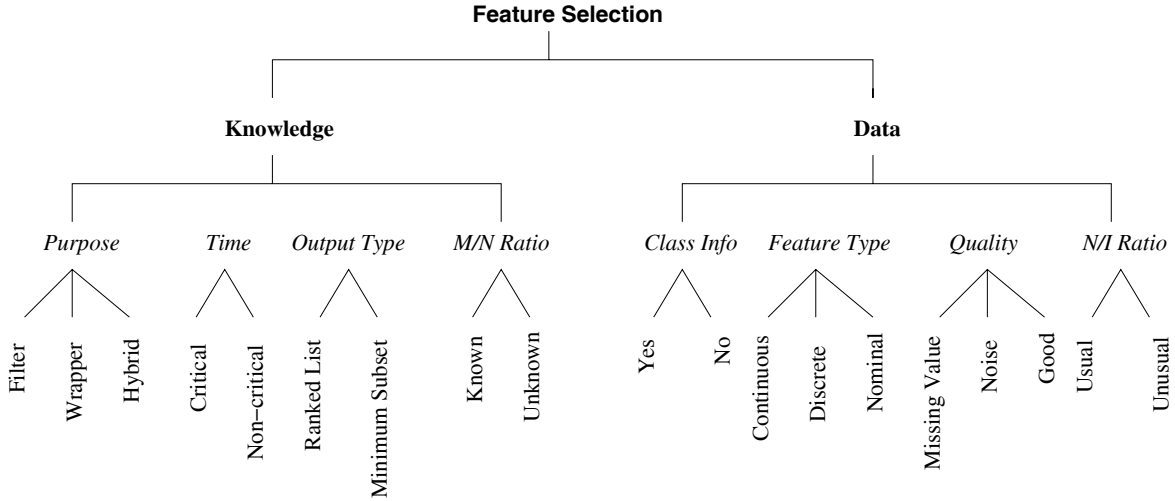 Feature Selection
Knowledge
Data
Purpose
Time
Output Type
M/N Ratio
Class Info
Feature Type
Quality
N/I Ratio
Filter
Wrapper
Hybrid
Critical
Non−critical
Ranked List
Minimum Subset
Known
Unknown
Yes
No
Continuous
Discrete
Nominal
Missing Value
Noise
Good
Usual
Unusual